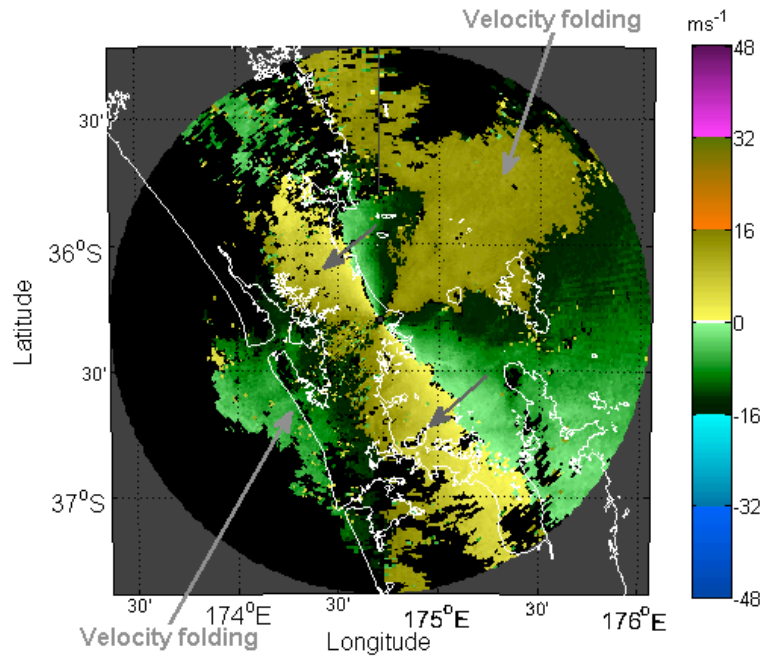 Velocity folding
ms-1
48
32
16
0
-16
-32
-48
30'
36°S
30'
37°S
Latitude
30'
174°E
30'
175°E
30'
176°E
Velocity folding
Longitude